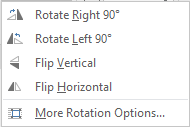 Rotate Right 90°
Rotate Left 90°
Flip Vertical
Flip Horizontal
More Rotation Options...